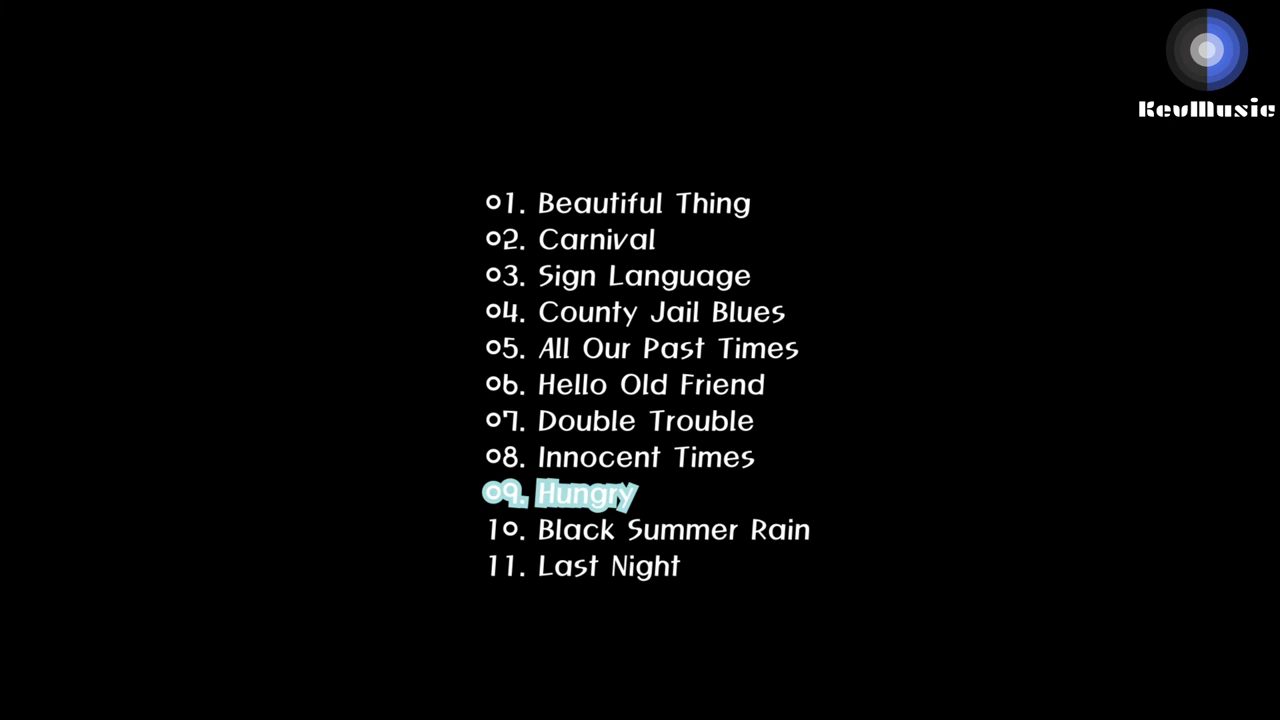 KevMusic
01. Beautiful Thing
02. Carnival
03. Sign Language
04. County Jail Blues
05. All Our Past Times
06. Hello Old Friend
07. Double Trouble
08. Innocent Times
09. Hungry
10. Black Summer Rain
11. Last Night